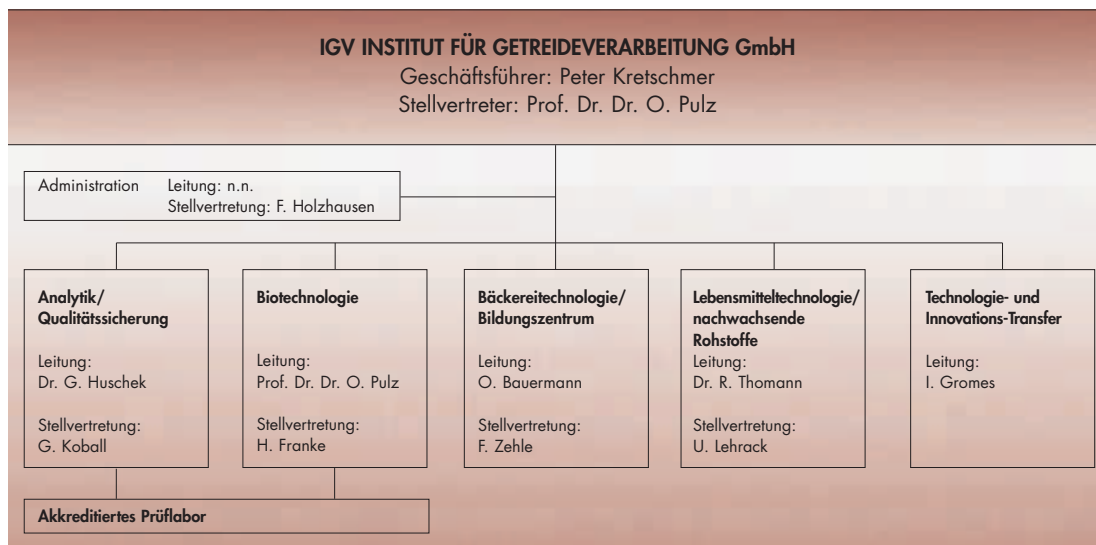 IGV INSTITUT FÜR GETREIDEVERARBEITUNG GmbH
Geschäftsführer: Peter Kretschmer
Stellvertreter: Prof. Dr. Dr. O. Pulz
Administration Leitung: n.n.
Stellvertretung: F. Holzhausen
Analytik/
Qualitätssicherung
Leitung:
Dr. G. Huschek
Stellvertretung:
G. Koball
Biotechnologie
Leitung:
Prof. Dr. Dr. O. Pulz
Stellvertretung:
H. Franke
Bäckereitechnologie/
Bildungszentrum
Leitung:
O. Bauermann
Stellvertretung:
F. Zehle
Lebensmitteltechnologie/
nachwachsende
Rohstoffe
Leitung:
Dr. R. Thomann
Stellvertretung:
U. Lehrack
Technologie- und
Innovations-Transfer
Leitung:
I. Gromes
Akkreditiertes Prüflabor